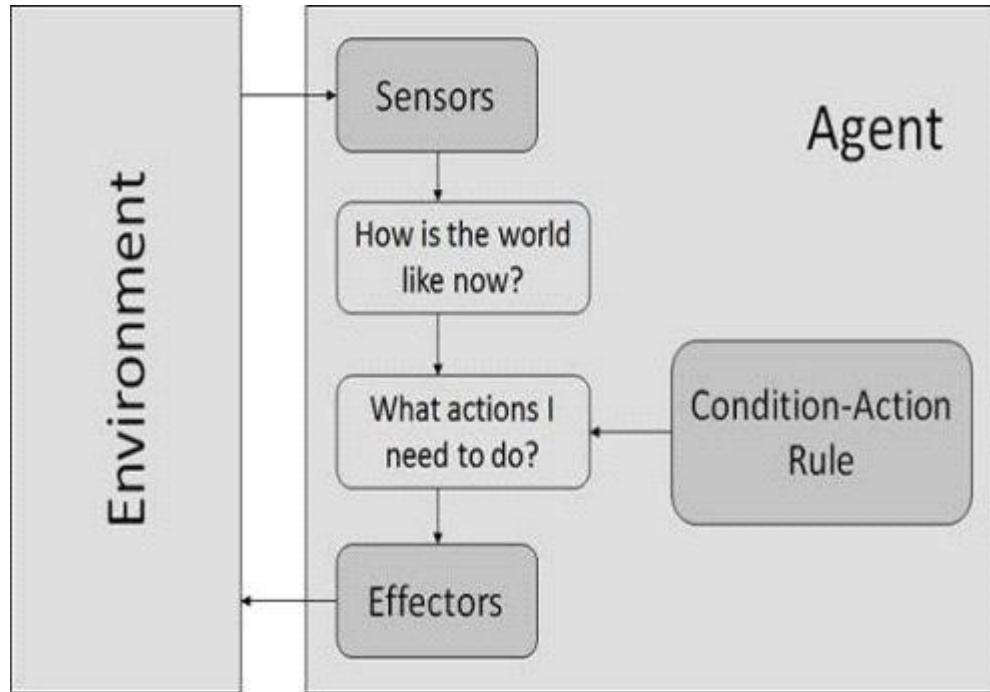 Environment
Sensors
Agent
How is the world
like now?
What actions I
need to do?
Condition-Action
Rule
Effectors